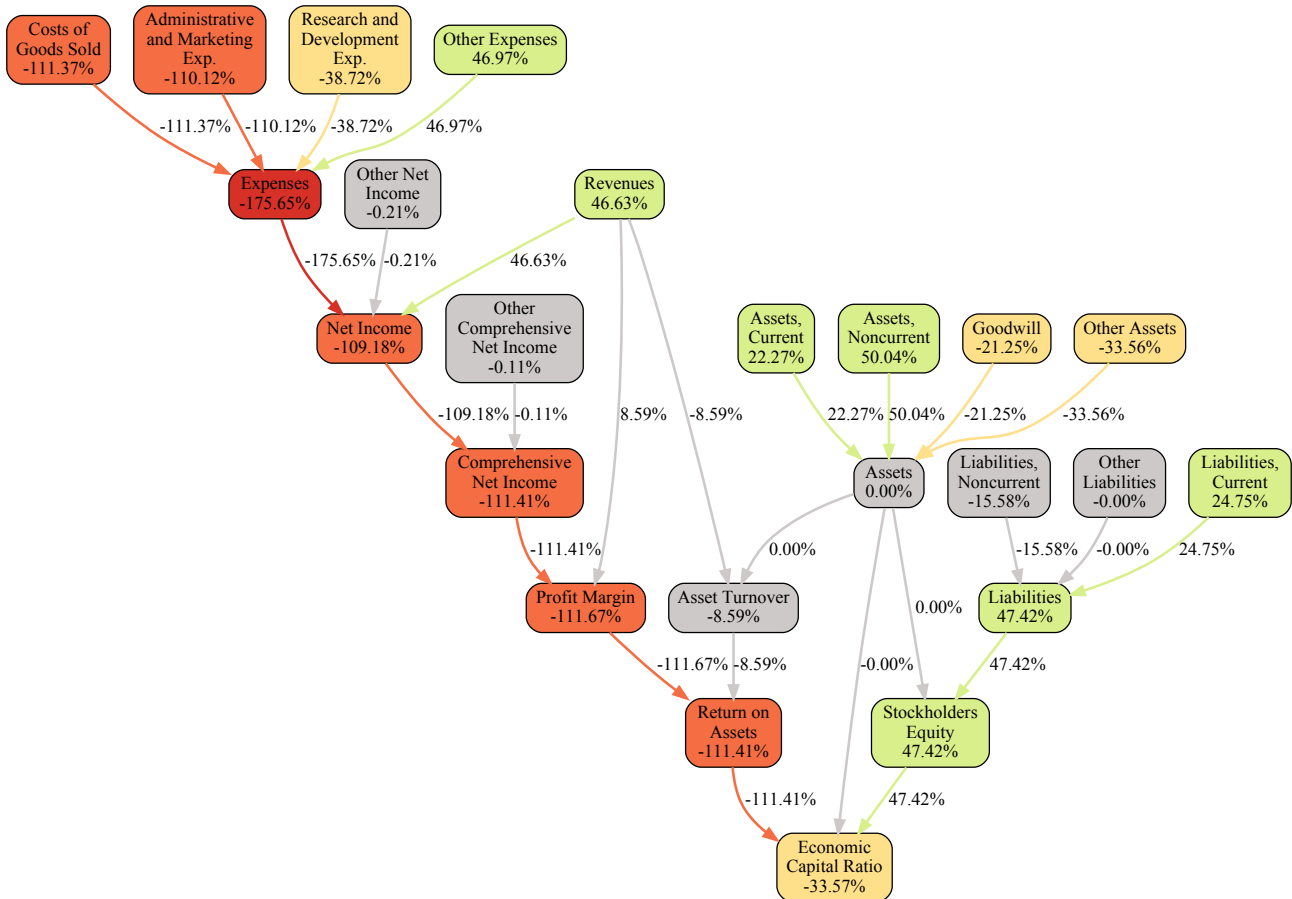 Costs of
Goods Sold
-111.37%
Administrative
and Marketing
Exp.
-110.12%
Research and
Development
Exp.
-38.72%
Other Expenses
46.97%
-111.37%
-110.12%
-38.72%
46.97%
Expenses
-175.65%
Other Net
Income
-0.21%
Revenues
46.63%
-175.65%
-0.21%
46.63%
Net Income
-109.18%
Other
Comprehensive
Net Income
-0.11%
Assets,
Current
22.27%
Assets,
Noncurrent
50.04%
Goodwill
-21.25%
Other Assets
-33.56%
-109.18%
-0.11%
8.59%
-8.59%
22.27%
50.04%
-21.25%
-33.56%
Comprehensive
Net Income
-111.41%
Assets
0.00%
Liabilities,
Noncurrent
-15.58%
Other
Liabilities
-0.00%
Liabilities,
Current
24.75%
-111.41%
0.00%
-15.58%
-0.00%
24.75%
Profit Margin
-111.67%
Asset Turnover
-8.59%
0.00%
Liabilities
47.42%
-111.67%
-8.59%
-0.00%
47.42%
Return on
Assets
-111.41%
Stockholders
Equity
47.42%
-111.41%
47.42%
Economic
Capital Ratio
-33.57%